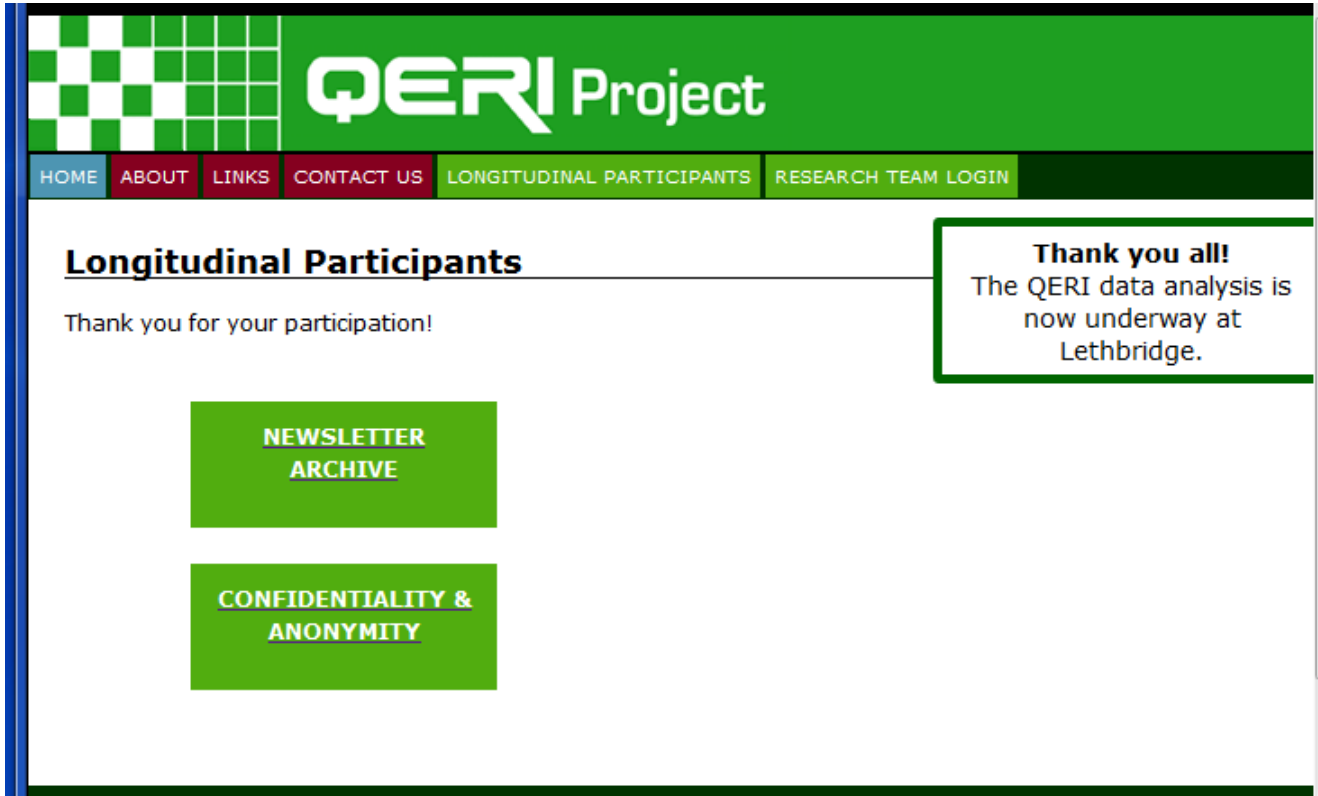 QERI Project
HOME ABOUT LINKS CONTACT US LONGITUDINAL PARTICIPANTS RESEARCH TEAM LOGIN
Longitudinal Participants
Thank you for your participation!
Thank you all!
The QERI data analysis is
now underway at
Lethbridge.
NEWSLETTER
ARCHIVE
CONFIDENTIALITY &
ANONYMITY